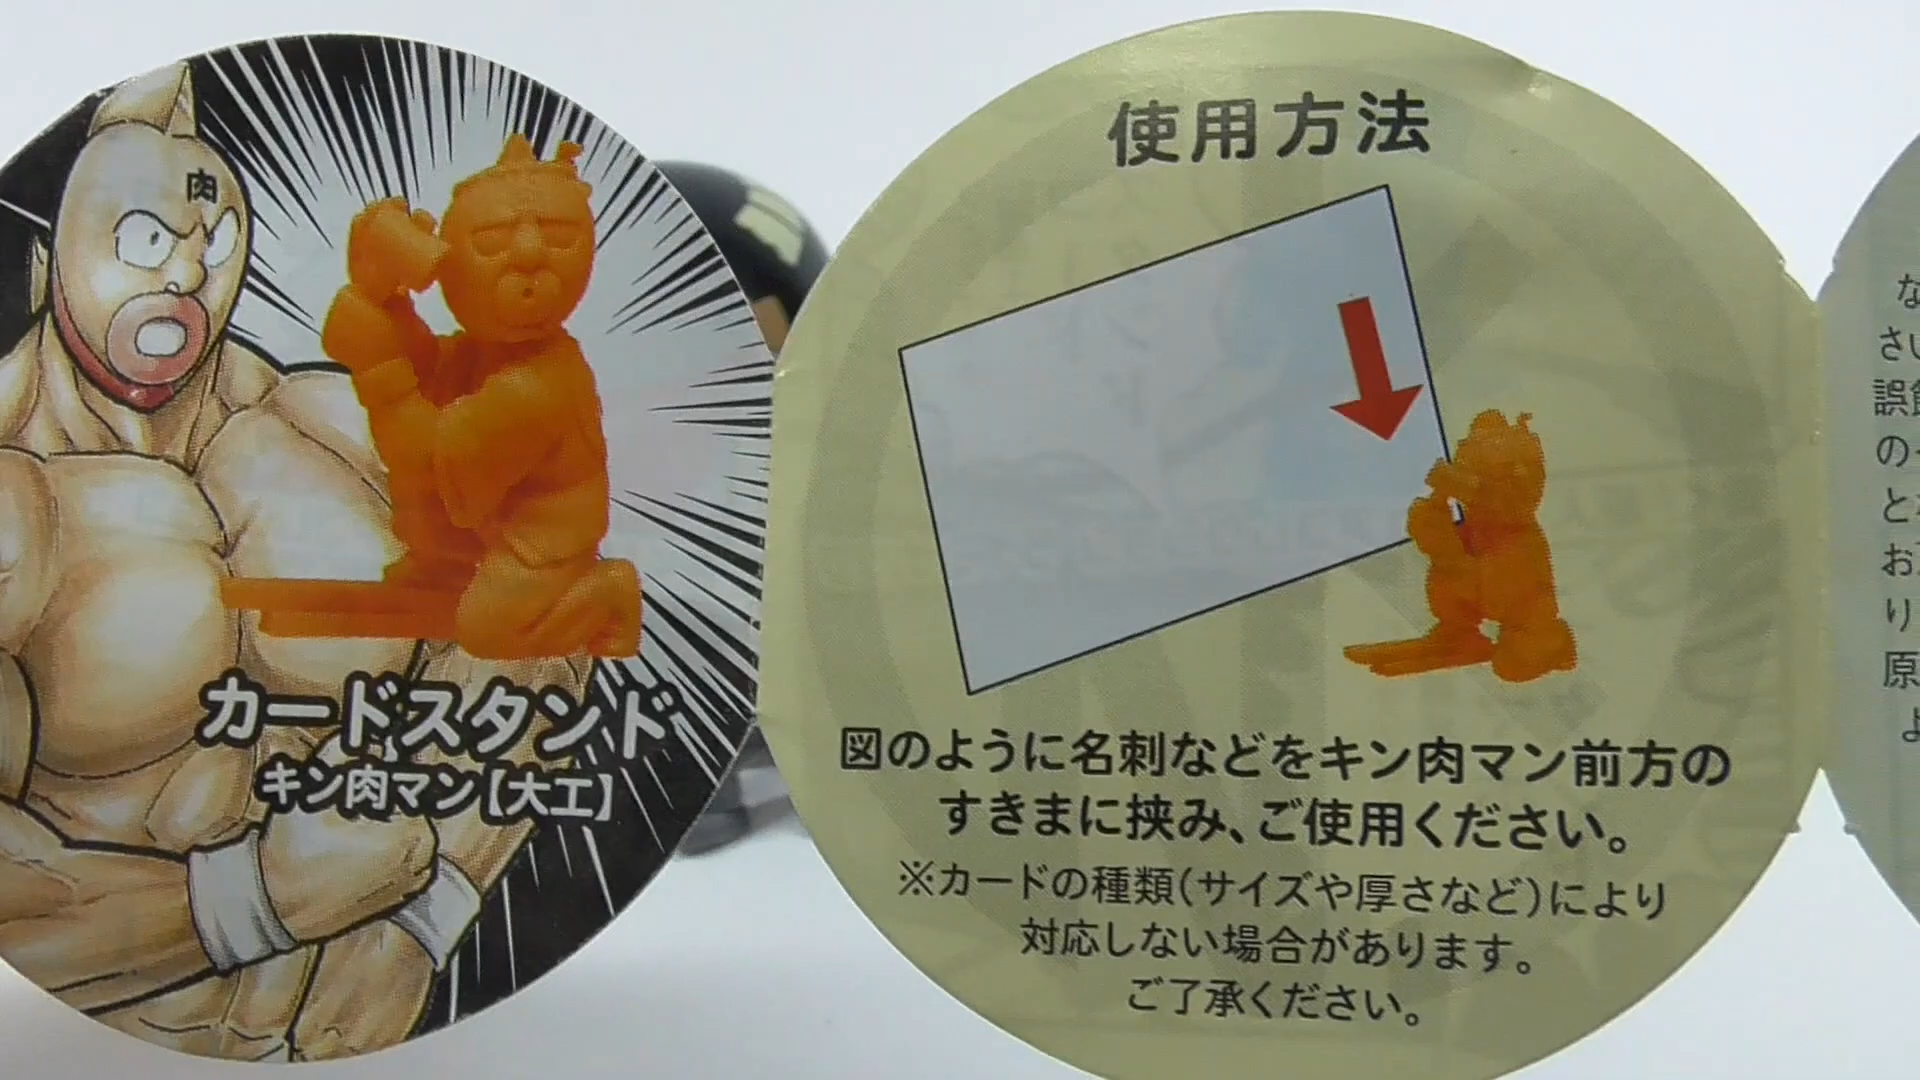 肉
カードスタンド
キン肉マン【大工】
使用方法
図のように名刺などをキン肉マン前方の
すきまに挟み、ご使用ください。
※カードの種類（サイズや厚さなど）により
対応しない場合があります。
ご了承ください。
な
さい
誤飲
の
と
お
り
原
よ